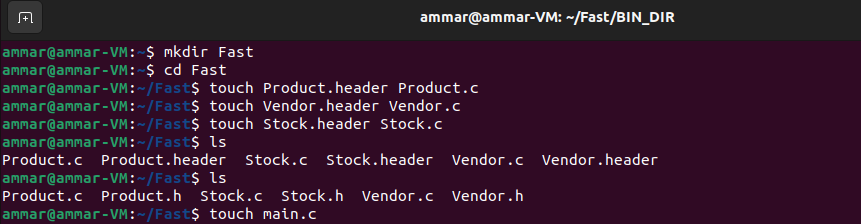 ammar@ammar-VM: ~/Fast/BIN_DIR
ammar@ammar-VM:~$ mkdir Fast
ammar@ammar-VM:~$ cd Fast
ammar@ammar-VM:~/Fast$ touch Product.header Product.c
ammar@ammar-VM:~/Fast$ touch Vendor.header Vendor.c
ammar@ammar-VM:~/Fast$ touch Stock.header Stock.c
ammar@ammar-VM:~/Fast$ ls
Product.c  Product.header  Stock.c  Stock.header  Vendor.c  Vendor.header
ammar@ammar-VM:~/Fast$ ls
Product.c  Product.h  Stock.c  Stock.h  Vendor.c  Vendor.h
ammar@ammar-VM:~/Fast$ touch main.c